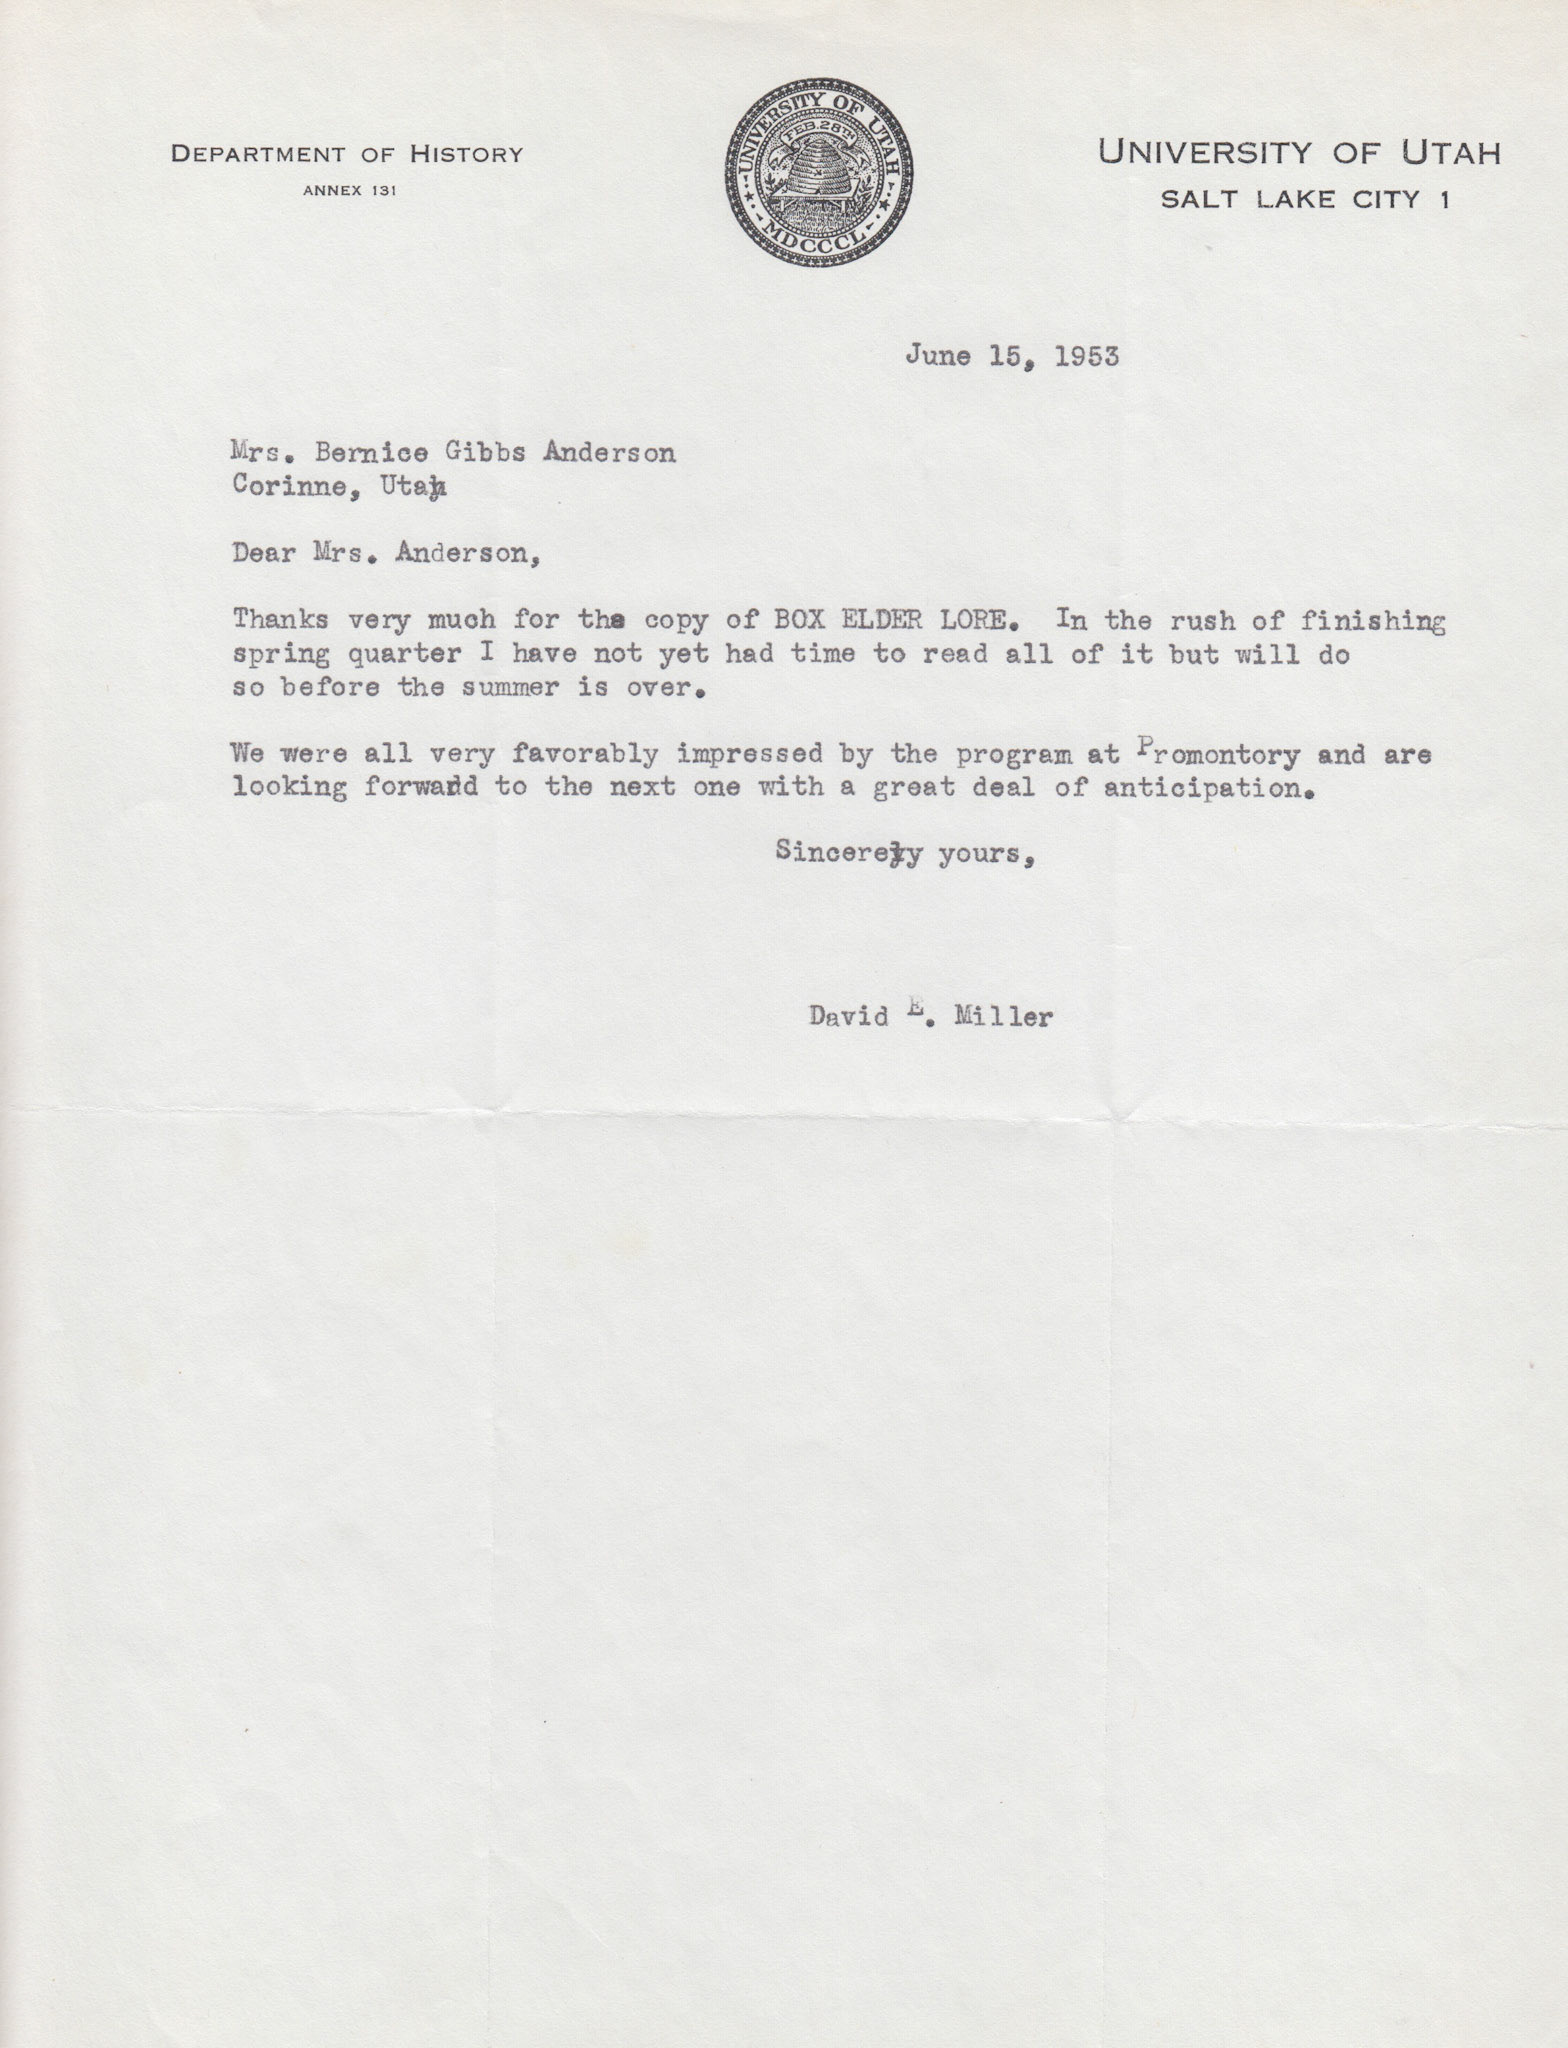 DEPARTMENT OF HISTORY
ANNEX 131
UNIVERSITY OF UTAH
FEB. 28TH
MDCCCL
UNIVERSITY OF UTAH
SALT LAKE CITY 1
June 15, 1953
Mrs. Bernice Gibbs Anderson
Corinne, Utah
Dear Mrs. Anderson,
Thanks very much for the copy of BOX ELDER LORE. In the rush of finishing
spring quarter I have not yet had time to read all of it but will do
so before the summer is over.
We were all very favorably impressed by the program at Promontory and are
looking forward to the next one with a great deal of anticipation.
Sincerely yours,
David E. Miller